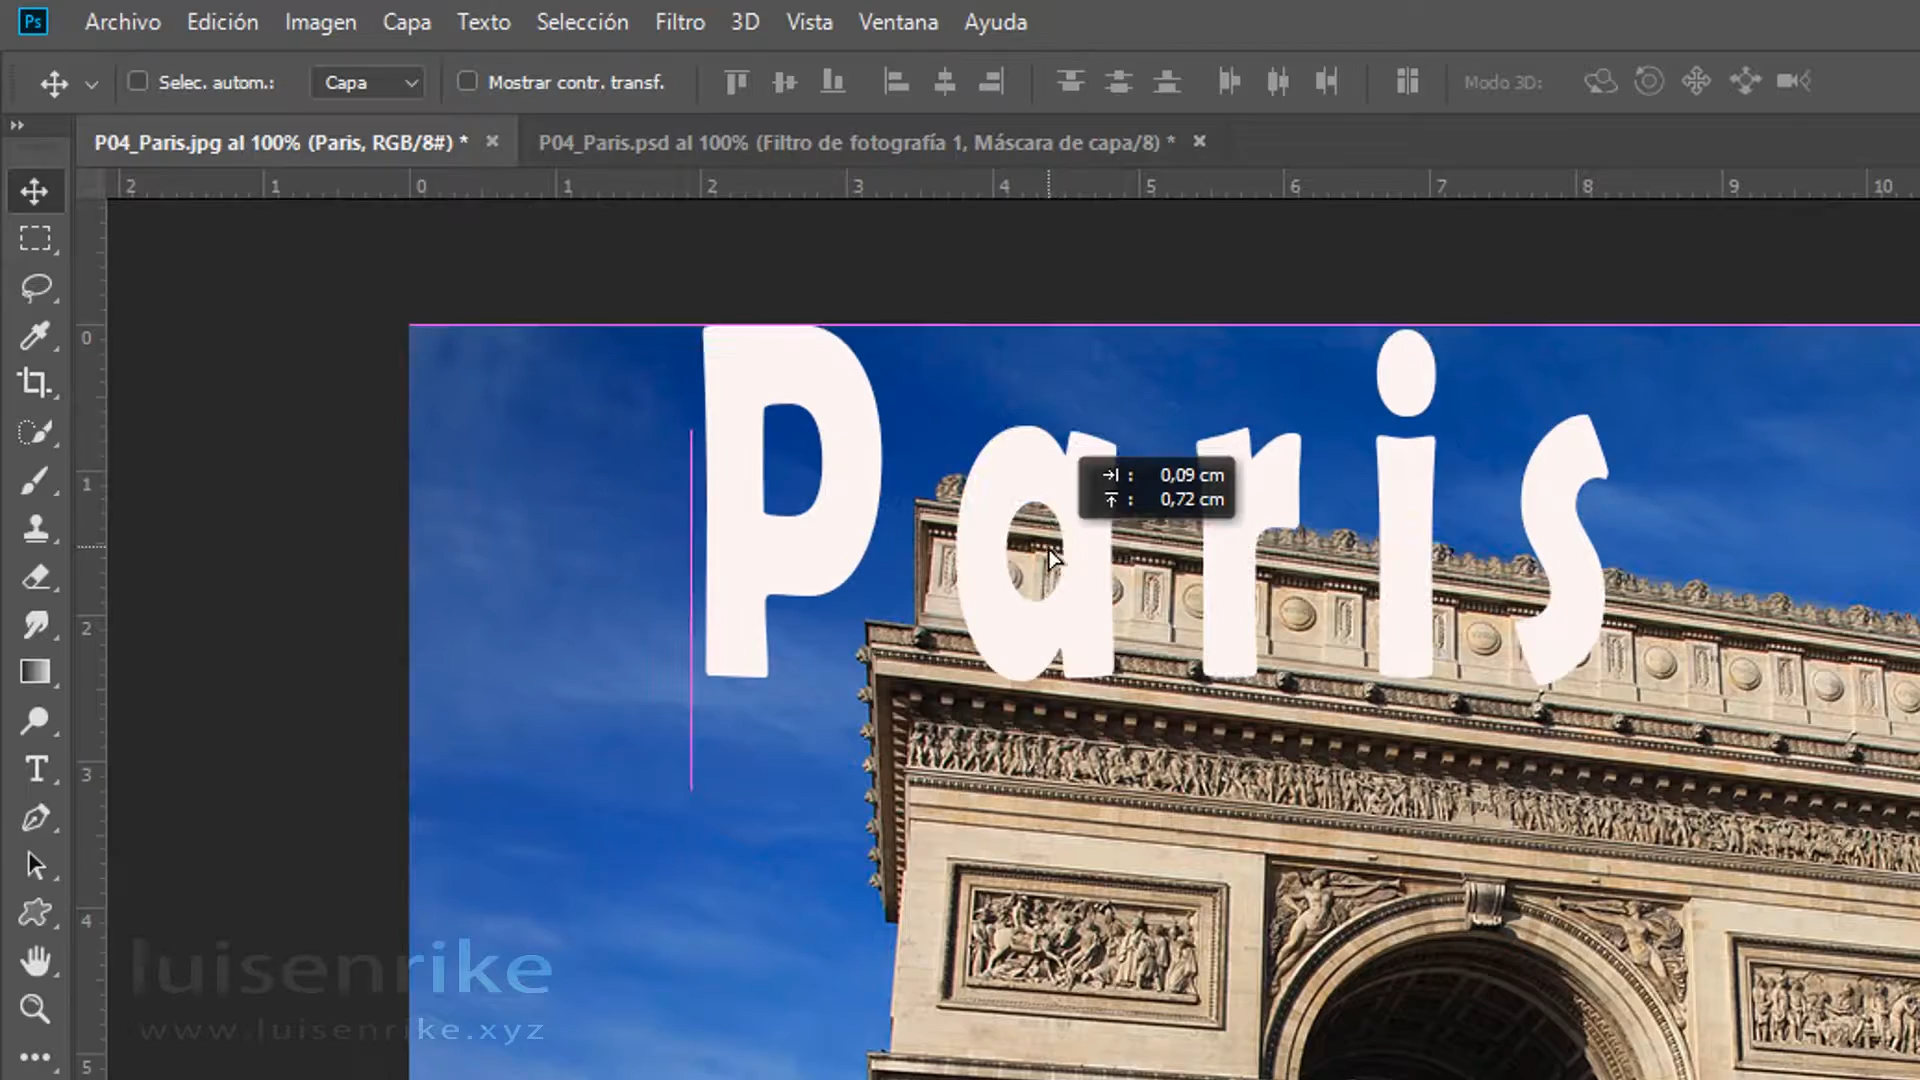 Ps Archivo Edición Imagen Capa Texto Selección Filtro 3D Vista Ventana Ayuda
Selec. autom.: Capa Mostrar contr. transf. Modo 3D:
P04_Paris.jpg al 100% (Paris, RGB/8#) * × P04_Paris.psd al 100% (Filtro de fotografía 1, Máscara de capa/8) * ×
2 1 0 1 2 3 4 5 6 7 8 9 10
0
1
2
3
4
5
Paris
: 0,09 cm
: 0,72 cm
T
luisenrike
www.luisenrike.xyz